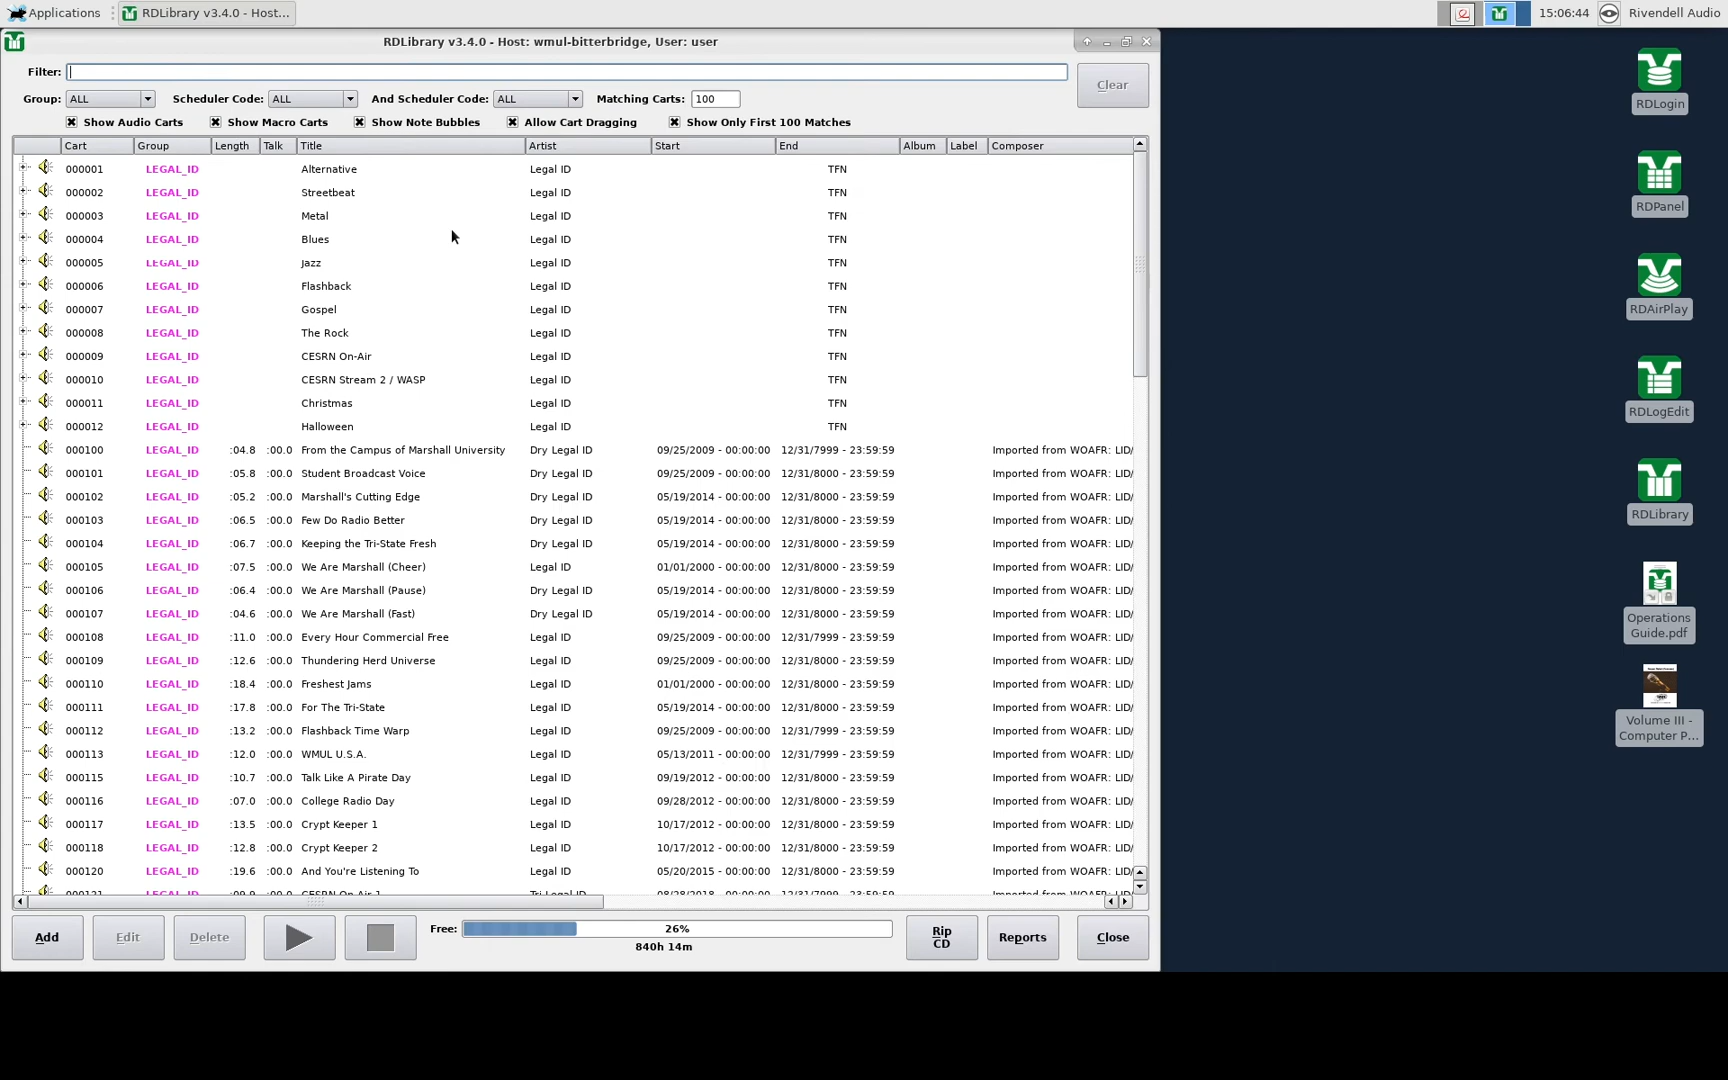 Applications RDLibrary v3.4.0 - Host... 15:06:44 Rivendell Audio
RDLibrary v3.4.0 - Host: wmul-bitterbridge, User: user
Filter: Clear
Group: ALL Scheduler Code: ALL And Scheduler Code: ALL Matching Carts: 100
Show Audio Carts Show Macro Carts Show Note Bubbles Allow Cart Dragging Show Only First 100 Matches
Cart Group Length Talk Title Artist Start End Album Label Composer
000001 LEGAL_ID Alternative Legal ID TFN
000002 LEGAL_ID Streetbeat Legal ID TFN
000003 LEGAL_ID Metal Legal ID TFN
000004 LEGAL_ID Blues Legal ID TFN
000005 LEGAL_ID Jazz Legal ID TFN
000006 LEGAL_ID Flashback Legal ID TFN
000007 LEGAL_ID Gospel Legal ID TFN
000008 LEGAL_ID The Rock Legal ID TFN
000009 LEGAL_ID CESRN On-Air Legal ID TFN
000010 LEGAL_ID CESRN Stream 2 / WASP Legal ID TFN
000011 LEGAL_ID Christmas Legal ID TFN
000012 LEGAL_ID Halloween Legal ID TFN
000100 LEGAL_ID :04.8 :00.0 From the Campus of Marshall University Dry Legal ID 09/25/2009 - 00:00:00 12/31/7999 - 23:59:59 Imported from WOAFR: LID/
000101 LEGAL_ID :05.8 :00.0 Student Broadcast Voice Dry Legal ID 09/25/2009 - 00:00:00 12/31/8000 - 23:59:59 Imported from WOAFR: LID/
000102 LEGAL_ID :05.2 :00.0 Marshall's Cutting Edge Dry Legal ID 05/19/2014 - 00:00:00 12/31/8000 - 23:59:59 Imported from WOAFR: LID/
000103 LEGAL_ID :06.5 :00.0 Few Do Radio Better Dry Legal ID 05/19/2014 - 00:00:00 12/31/8000 - 23:59:59 Imported from WOAFR: LID/
000104 LEGAL_ID :06.7 :00.0 Keeping the Tri-State Fresh Dry Legal ID 05/19/2014 - 00:00:00 12/31/8000 - 23:59:59 Imported from WOAFR: LID/
000105 LEGAL_ID :07.5 :00.0 We Are Marshall (Cheer) Dry Legal ID 01/01/2000 - 00:00:00 12/31/8000 - 23:59:59 Imported from WOAFR: LID/
000106 LEGAL_ID :06.4 :00.0 We Are Marshall (Pause) Dry Legal ID 05/19/2014 - 00:00:00 12/31/8000 - 23:59:59 Imported from WOAFR: LID/
000107 LEGAL_ID :04.6 :00.0 We Are Marshall (Fast) Dry Legal ID 05/19/2014 - 00:00:00 12/31/8000 - 23:59:59 Imported from WOAFR: LID/
000108 LEGAL_ID :11.0 :00.0 Every Hour Commercial Free Legal ID 09/25/2009 - 00:00:00 12/31/7999 - 23:59:59 Imported from WOAFR: LID/
000109 LEGAL_ID :12.6 :00.0 Thundering Herd Universe Legal ID 09/25/2009 - 00:00:00 12/31/8000 - 23:59:59 Imported from WOAFR: LID/
000110 LEGAL_ID :18.4 :00.0 Freshest Jams Legal ID 01/01/2000 - 00:00:00 12/31/8000 - 23:59:59 Imported from WOAFR: LID/
000111 LEGAL_ID :17.8 :00.0 For The Tri-State Legal ID 05/19/2014 - 00:00:00 12/31/8000 - 23:59:59 Imported from WOAFR: LID/
000112 LEGAL_ID :13.2 :00.0 Flashback Time Warp Legal ID 09/25/2009 - 00:00:00 12/31/7999 - 23:59:59 Imported from WOAFR: LID/
000113 LEGAL_ID :12.0 :00.0 WMUL U.S.A. Legal ID 05/13/2011 - 00:00:00 12/31/7999 - 23:59:59 Imported from WOAFR: LID/
000115 LEGAL_ID :10.7 :00.0 Talk Like A Pirate Day Legal ID 09/19/2012 - 00:00:00 12/31/8000 - 23:59:59 Imported from WOAFR: LID/
000116 LEGAL_ID :07.0 :00.0 College Radio Day Legal ID 09/28/2012 - 00:00:00 12/31/8000 - 23:59:59 Imported from WOAFR: LID/
000117 LEGAL_ID :13.5 :00.0 Crypt Keeper 1 Legal ID 10/17/2012 - 00:00:00 12/31/8000 - 23:59:59 Imported from WOAFR: LID/
000118 LEGAL_ID :12.8 :00.0 Crypt Keeper 2 Legal ID 10/17/2012 - 00:00:00 12/31/8000 - 23:59:59 Imported from WOAFR: LID/
000120 LEGAL_ID :19.6 :00.0 And You're Listening To Legal ID 05/20/2015 - 00:00:00 12/31/8000 - 23:59:59 Imported from WOAFR: LID/
Add Edit Delete Free: 26% Rip CD Reports Close
840h 14m
RDLogin
RDPanel
RDAirPlay
RDLogEdit
RDLibrary
Operations
Guide.pdf
Volume III -
Computer P...